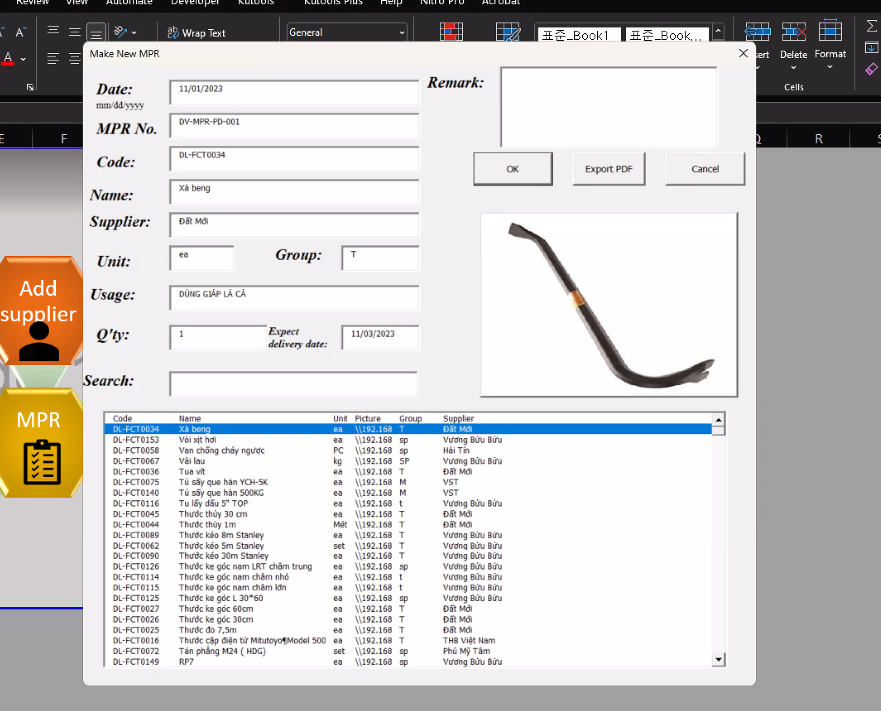 Review View Automate Developer Kutools Kutools Plus Help Nitro Pro Acrobat
Wrap Text
General
표준_Book1
표준_Book...
Delete
Format
Cells
F
R
Make New MPR
Date:
mm/dd/yyyy
11/01/2023
Remark:
MPR No.
DV-MPR-PD-001
Code:
DL-FCT0034
OK
Export PDF
Cancel
Name:
Xà beng
Supplier:
Đất Mới
Unit:
ea
Group:
T
Usage:
DÙNG GIÁP LÁ CÀ
Q'ty:
1
Expect
delivery date:
11/03/2023
Search:
Add
supplier
MPR
Code Name Unit Picture Group Supplier
DL-FCT0034 Xà beng ea \\192.168 T Đất Mới
DL-FCT0153 Vòi xịt hơi ea \\192.168 sp Vương Bửu Bửu
DL-FCT0058 Van chống cháy ngược PC \\192.168 sp Hải Tín
DL-FCT0067 Vải lau kg \\192.168 SP Vương Bửu Bửu
DL-FCT0036 Tua vít ea \\192.168 T Đất Mới
DL-FCT0075 Tủ sấy que hàn YCH-5K ea \\192.168 M VST
DL-FCT0140 Tủ sấy que hàn 500KG ea \\192.168 M VST
DL-FCT0116 Tu lấy dấu 5" TOP ea \\192.168 t Vương Bửu Bửu
DL-FCT0045 Thước thủy 30 cm ea \\192.168 T Đất Mới
DL-FCT0044 Thước thủy 1m Mét \\192.168 T Đất Mới
DL-FCT0089 Thước kéo 8m Stanley ea \\192.168 T Vương Bửu Bửu
DL-FCT0062 Thước kéo 5m Stanley set \\192.168 T Vương Bửu Bửu
DL-FCT0090 Thước kéo 30m Stanley ea \\192.168 T Vương Bửu Bửu
DL-FCT0126 Thước ke góc nam LRT châm trung ea \\192.168 sp Vương Bửu Bửu
DL-FCT0114 Thước ke góc nam châm nhỏ ea \\192.168 t Vương Bửu Bửu
DL-FCT0115 Thước ke góc nam châm lớn ea \\192.168 t Vương Bửu Bửu
DL-FCT0125 Thước ke góc L 30*60 ea \\192.168 sp Vương Bửu Bửu
DL-FCT0027 Thước ke góc 60cm ea \\192.168 T Đất Mới
DL-FCT0026 Thước ke góc 30cm ea \\192.168 T Đất Mới
DL-FCT0025 Thước đo 7,5m ea \\192.168 T Đất Mới
DL-FCT0016 Thước cặp điện tử Mitutoyo¶Model 500 ea \\192.168 T THB Việt Nam
DL-FCT0072 Tán phẳng M24 ( HDG) set \\192.168 sp Phú Mỹ Tâm
DL-FCT0149 RP7 ea \\192.168 sp Vương Bửu Bửu